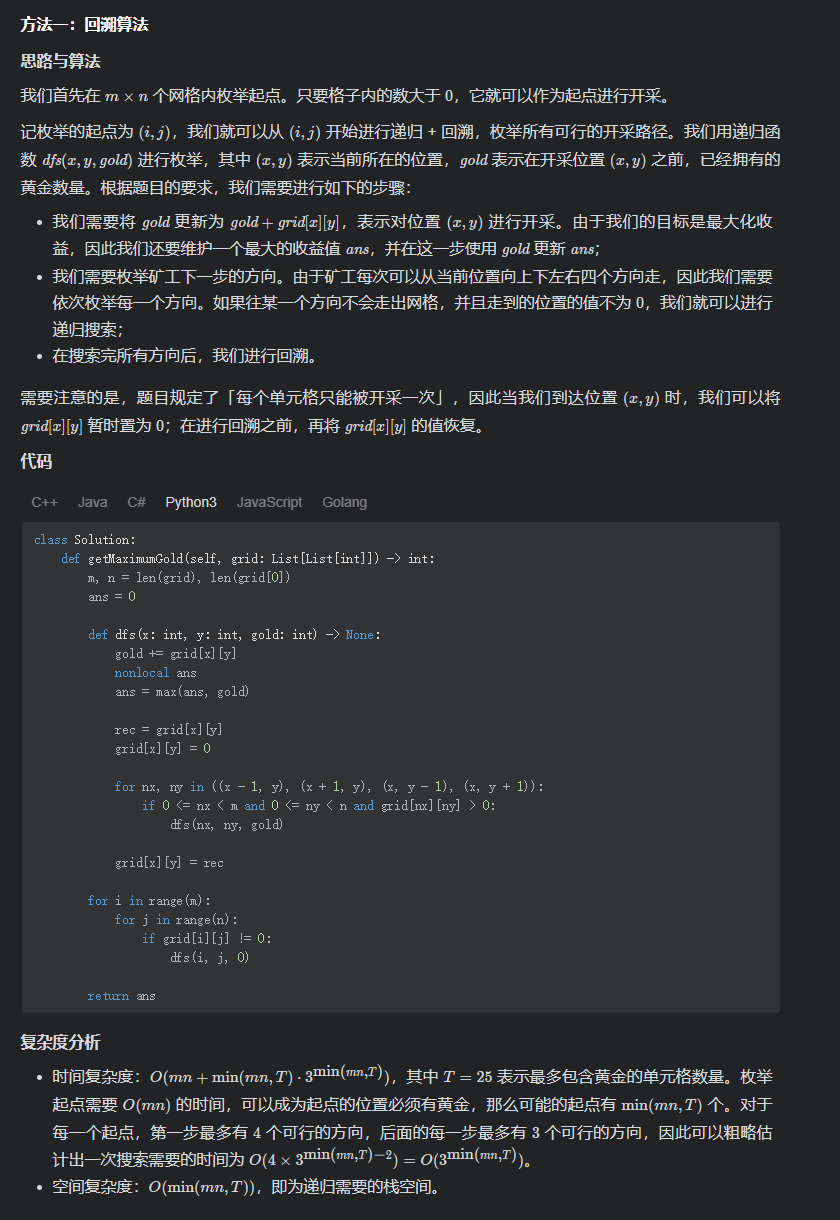 方法一：回溯算法
思路与算法
我们首先在 m × n 个网格内枚举起点。只要格子内的数大于 0，它就可以作为起点进行开采。
记枚举的起点为 (i, j)，我们就可以从 (i, j) 开始进行递归 + 回溯，枚举所有可行的开采路径。我们用递归函
数 dfs(x, y, gold) 进行枚举，其中 (x, y) 表示当前所在的位置，gold 表示在开采位置 (x, y) 之前，已经拥有的
黄金数量。根据题目的要求，我们需要进行如下的步骤：
• 我们需要将 gold 更新为 gold + grid[x][y]，表示对位置 (x, y) 进行开采。由于我们的目标是最大化收
益，因此我们还要维护一个最大的收益值 ans，并在这一步使用 gold 更新 ans；
• 我们需要枚举矿工下一步的方向。由于矿工每次可以从当前位置向上下左右四个方向走，因此我们需要
依次枚举每一个方向。如果往某一个方向不会走出网格，并且走到的位置的值不为 0，我们就可以进行
递归搜索；
• 在搜索完所有方向后，我们进行回溯。
需要注意的是，题目规定了「每个单元格只能被开采一次」，因此当我们到达位置 (x, y) 时，我们可以将
grid[x][y] 暂时置为 0；在进行回溯之前，再将 grid[x][y] 的值恢复。
代码
C++ Java C# Python3 JavaScript Golang
class Solution:
    def getMaximumGold(self, grid: List[List[int]]) -> int:
        m, n = len(grid), len(grid[0])
        ans = 0
        def dfs(x: int, y: int, gold: int) -> None:
            gold += grid[x][y]
            nonlocal ans
            ans = max(ans, gold)
            rec = grid[x][y]
            grid[x][y] = 0
            for nx, ny in ((x - 1, y), (x + 1, y), (x, y - 1), (x, y + 1)):
                if 0 <= nx < m and 0 <= ny < n and grid[nx][ny] > 0:
                    dfs(nx, ny, gold)
            grid[x][y] = rec
        for i in range(m):
            for j in range(n):
                if grid[i][j] != 0:
                    dfs(i, j, 0)
        return ans
复杂度分析
• 时间复杂度：O(mn + min(mn, T) · 3^min(mn,T))，其中 T = 25 表示最多包含黄金的单元格数量。枚举
起点需要 O(mn) 的时间，可以成为起点的位置必须有黄金，那么可能的起点有 min(mn, T) 个。对于
每一个起点，第一步最多有 4 个可行的方向，后面的每一步最多有 3 个可行的方向，因此可以粗略估
计出一次搜索需要的时间为 O(4 × 3^min(mn,T)−2) = O(3^min(mn,T))。
• 空间复杂度：O(min(mn, T))，即为递归需要的栈空间。